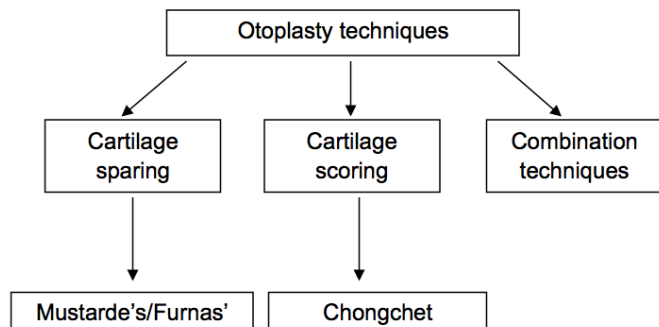 Otoplasty techniques
Cartilage
sparing
Cartilage
scoring
Combination
techniques
Mustarde’s/Furnas’
Chongchet